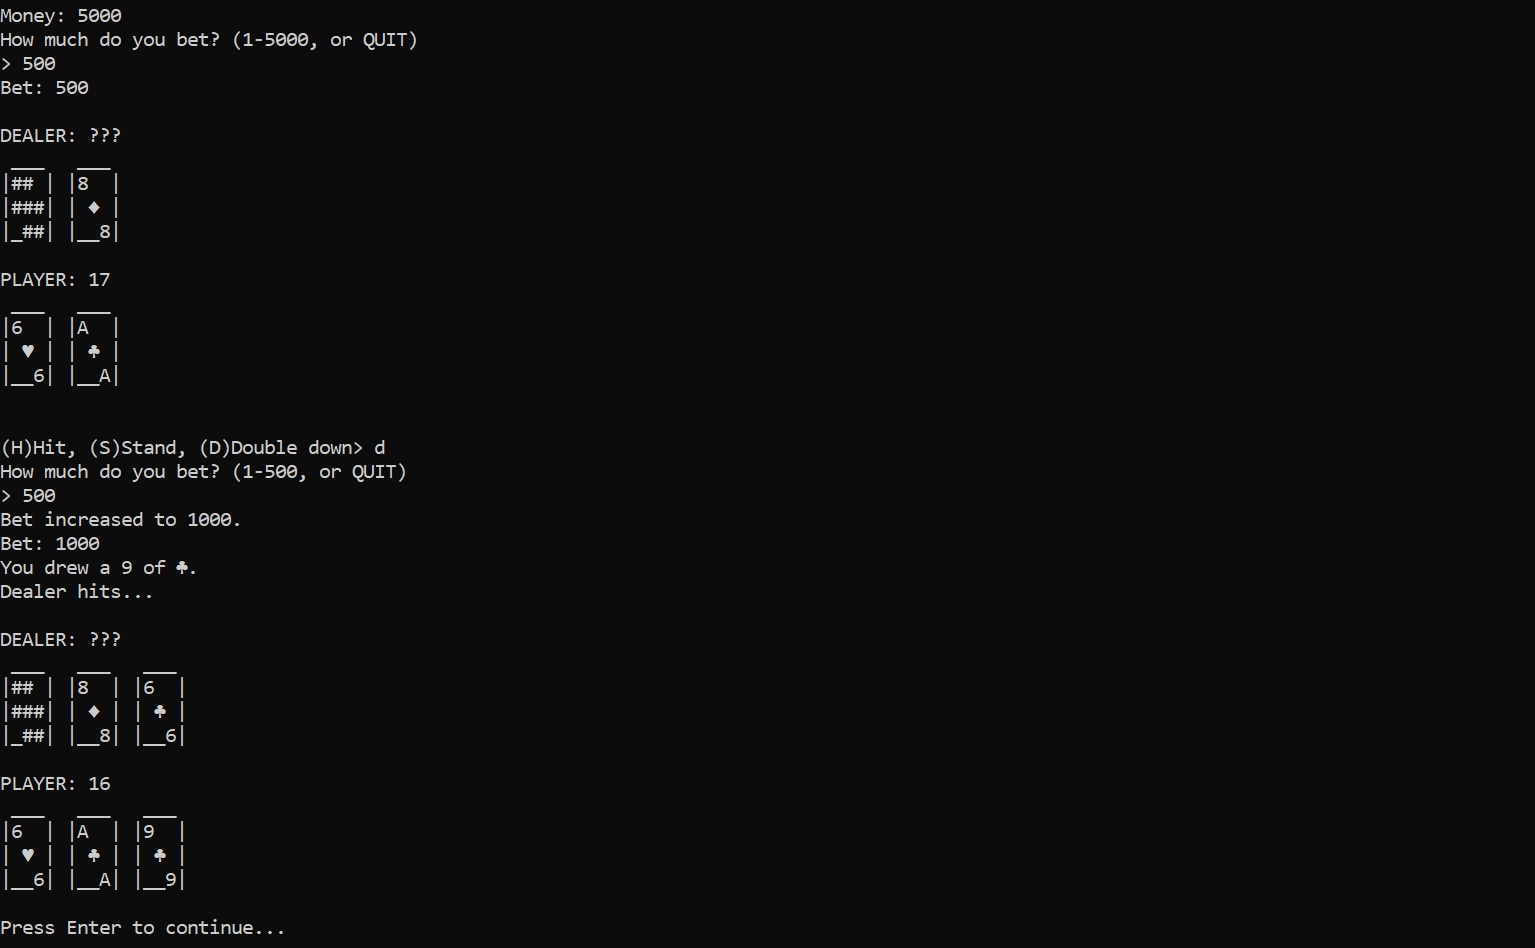 Money: 5000
How much do you bet? (1-5000, or QUIT)
> 500
Bet: 500
DEALER: ???
 ___   ___
|## | |8  |
|###| | ♦ |
|_##| |__8|
PLAYER: 17
 ___   ___
|6  | |A  |
| ♥ | | ♣ |
|__6| |__A|
(H)Hit, (S)Stand, (D)Double down> d
How much do you bet? (1-500, or QUIT)
> 500
Bet increased to 1000.
Bet: 1000
You drew a 9 of ♣.
Dealer hits...
DEALER: ???
 ___   ___   ___
|## | |8  | |6  |
|###| | ♦ | | ♣ |
|_##| |__8| |__6|
PLAYER: 16
 ___   ___   ___
|6  | |A  | |9  |
| ♥ | | ♣ | | ♣ |
|__6| |__A| |__9|
Press Enter to continue...